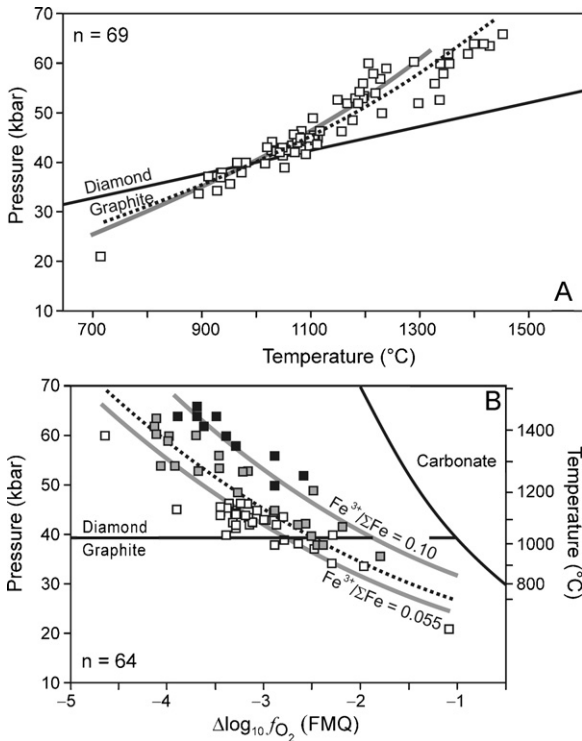 n = 69
70
60
50
40
30
20
10
Pressure (kbar)
Diamond
Graphite
A
700 900 1100 1300 1500
Temperature (°C)
B
70
60
50
40
30
20
10
Pressure (kbar)
Carbonate
Diamond
Graphite
Fe³⁺/ΣFe = 0.10
Fe³⁺/ΣFe = 0.055
n = 64
1400
1200
1000
800
Temperature (°C)
–5 –4 –3 –2 –1
Δlog₁₀ fO₂ (FMQ)